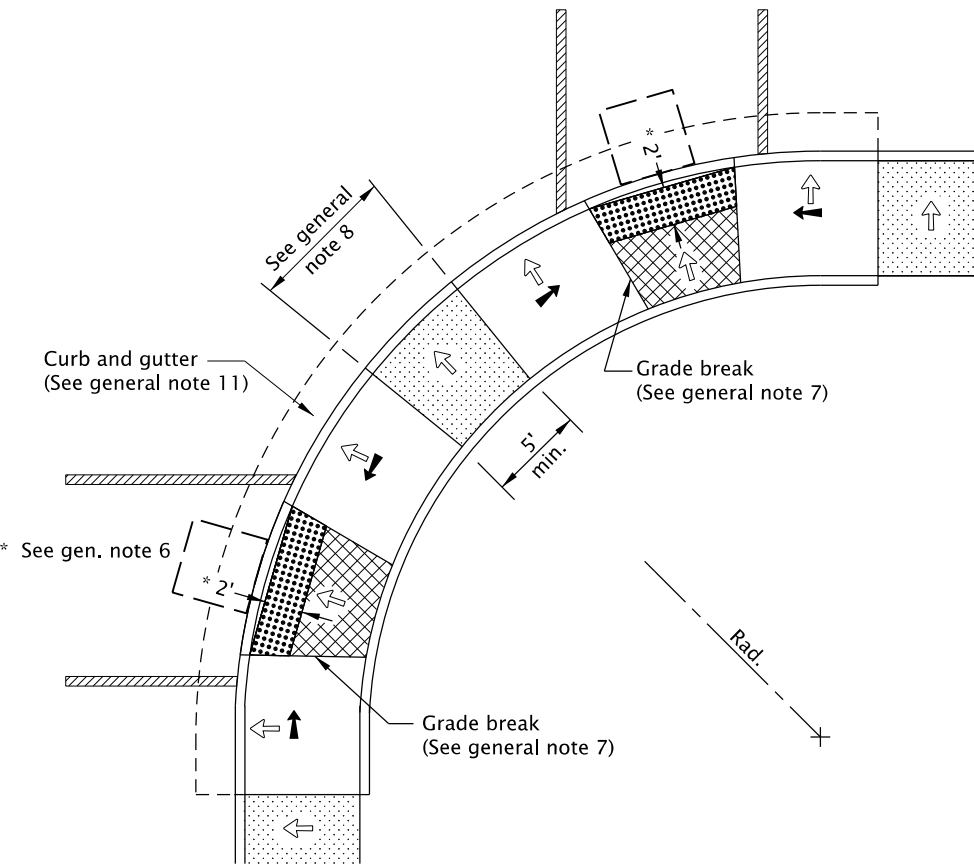 * 2'
See general
note 8
Curb and gutter
(See general note 11)
Grade break
(See general note 7)
5'
min.
* See gen. note 6
* 2'
Rad.
Grade break
(See general note 7)